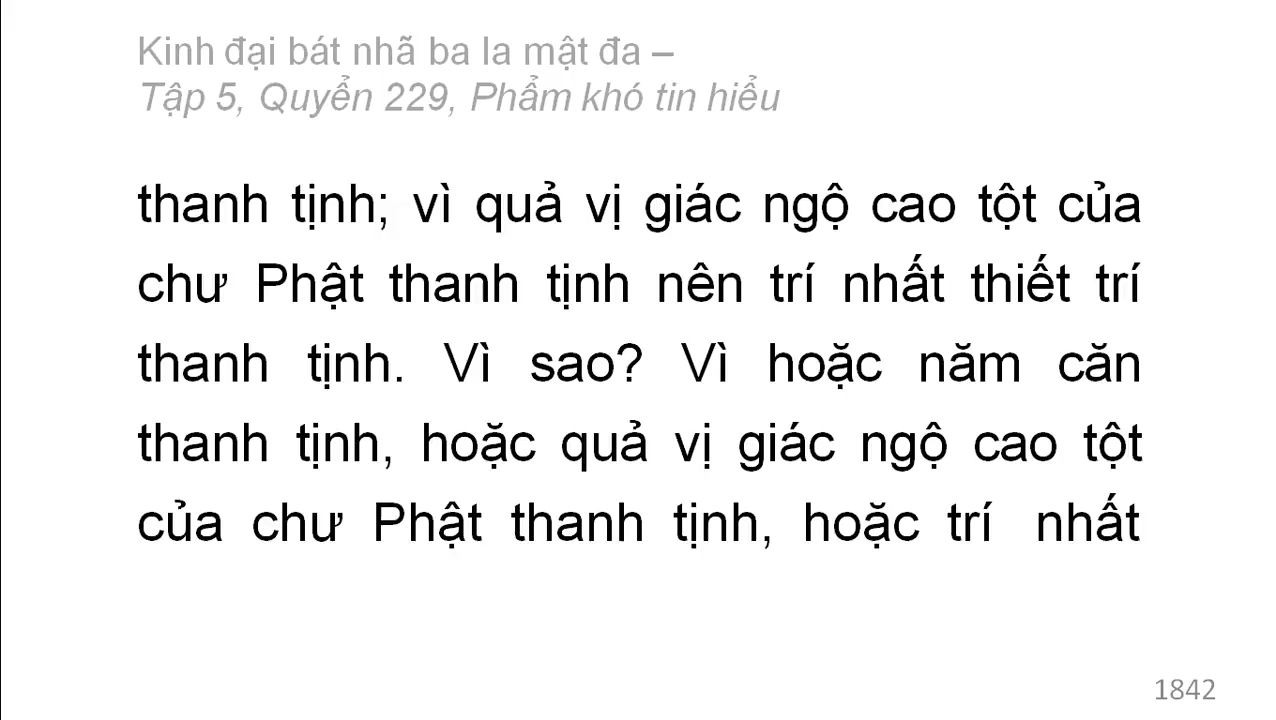 Kinh đại bát nhã ba la mật đa –
Tập 5, Quyển 229, Phẩm khó tin hiểu
thanh tịnh; vì quả vị giác ngộ cao tột của
chư Phật thanh tịnh nên trí nhất thiết trí
thanh tịnh. Vì sao? Vì hoặc năm căn
thanh tịnh, hoặc quả vị giác ngộ cao tột
của chư Phật thanh tịnh, hoặc trí nhất
1842